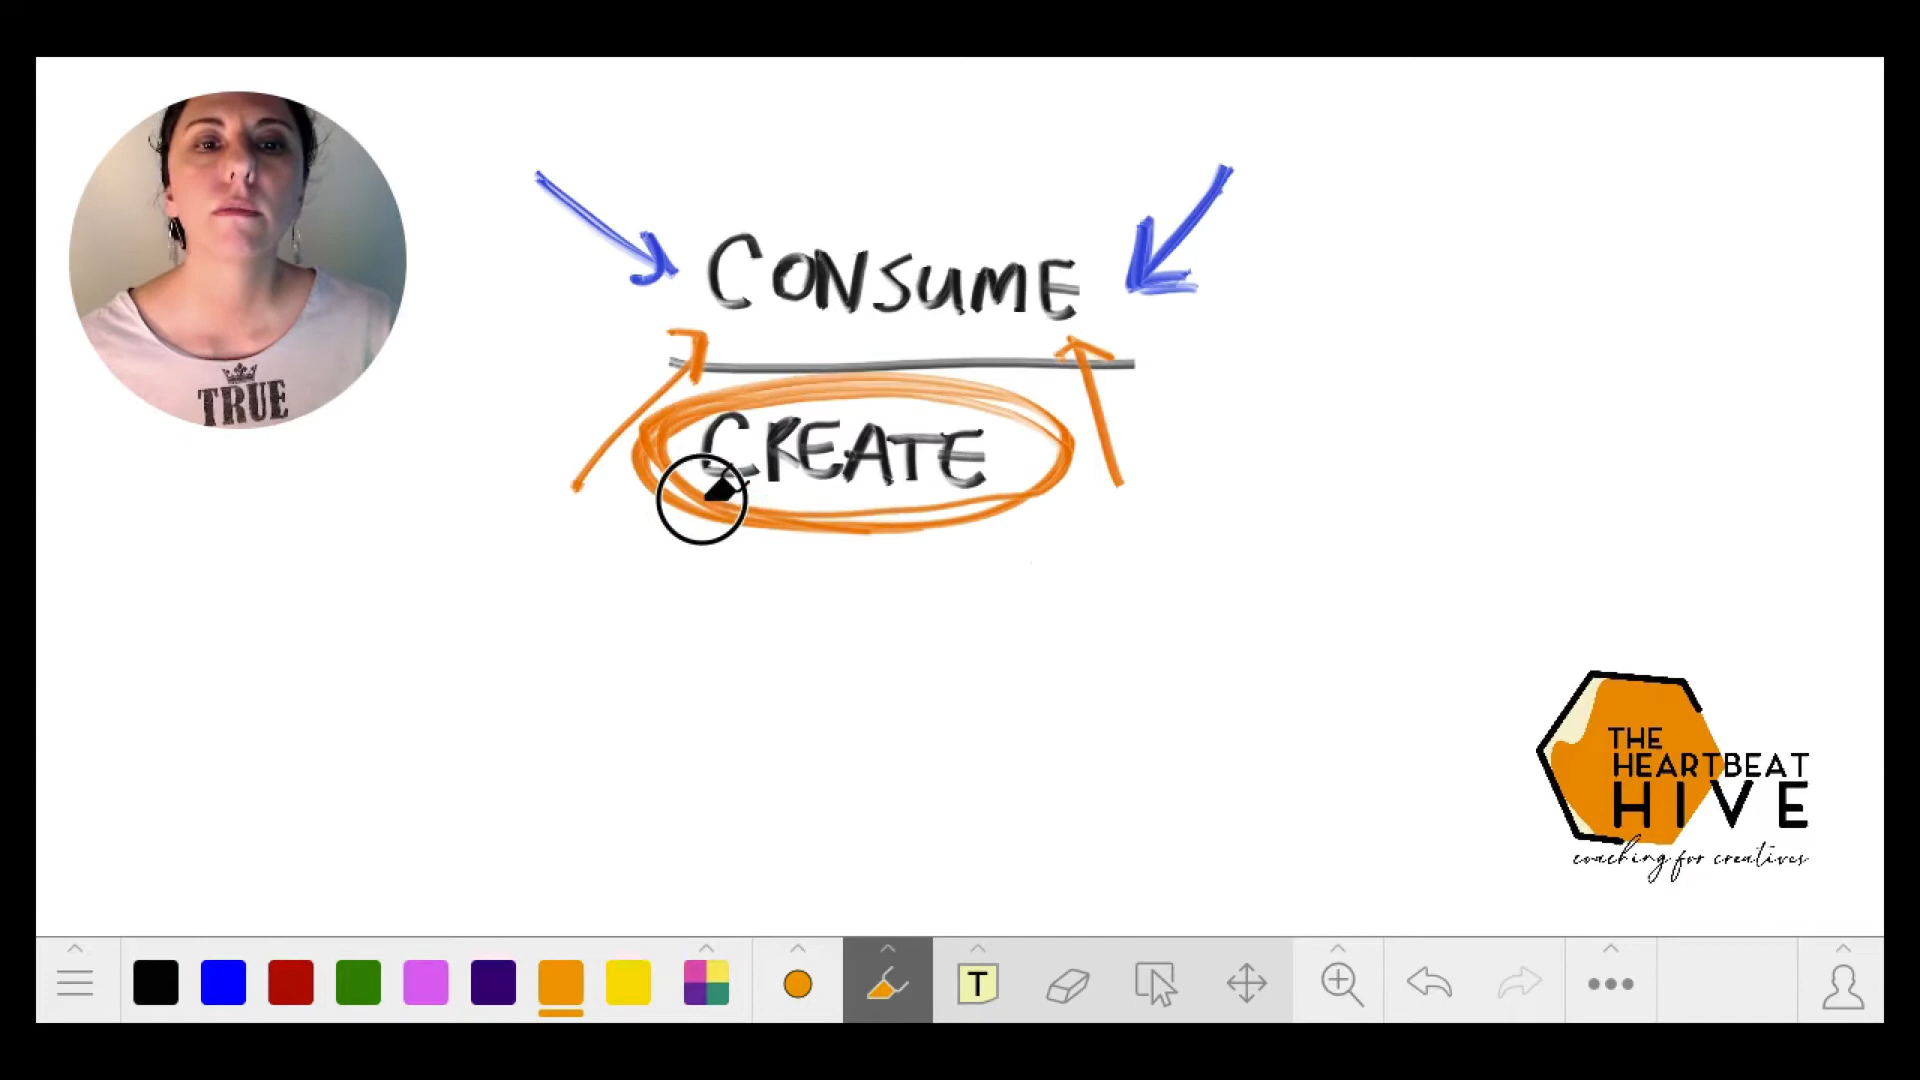 CONSUME
CREATE
TRUE
THE
HEARTBEAT
HIVE
coaching for creatives
T